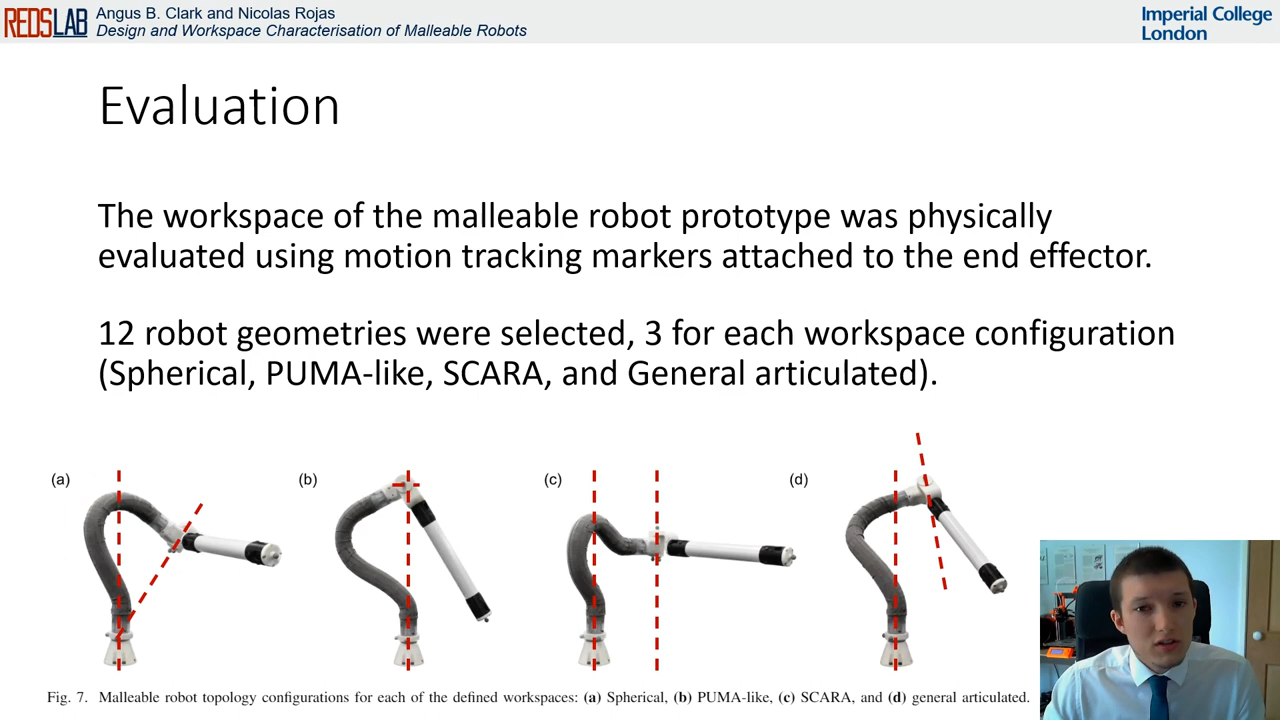 REDSLAB
Angus B. Clark and Nicolas Rojas
Design and Workspace Characterisation of Malleable Robots
Imperial College
London
Evaluation
The workspace of the malleable robot prototype was physically
evaluated using motion tracking markers attached to the end effector.
12 robot geometries were selected, 3 for each workspace configuration
(Spherical, PUMA-like, SCARA, and General articulated).
(a)
(b)
(c)
(d)
Fig. 7. Malleable robot topology configurations for each of the defined workspaces: (a) Spherical, (b) PUMA-like, (c) SCARA, and (d) general articulated.